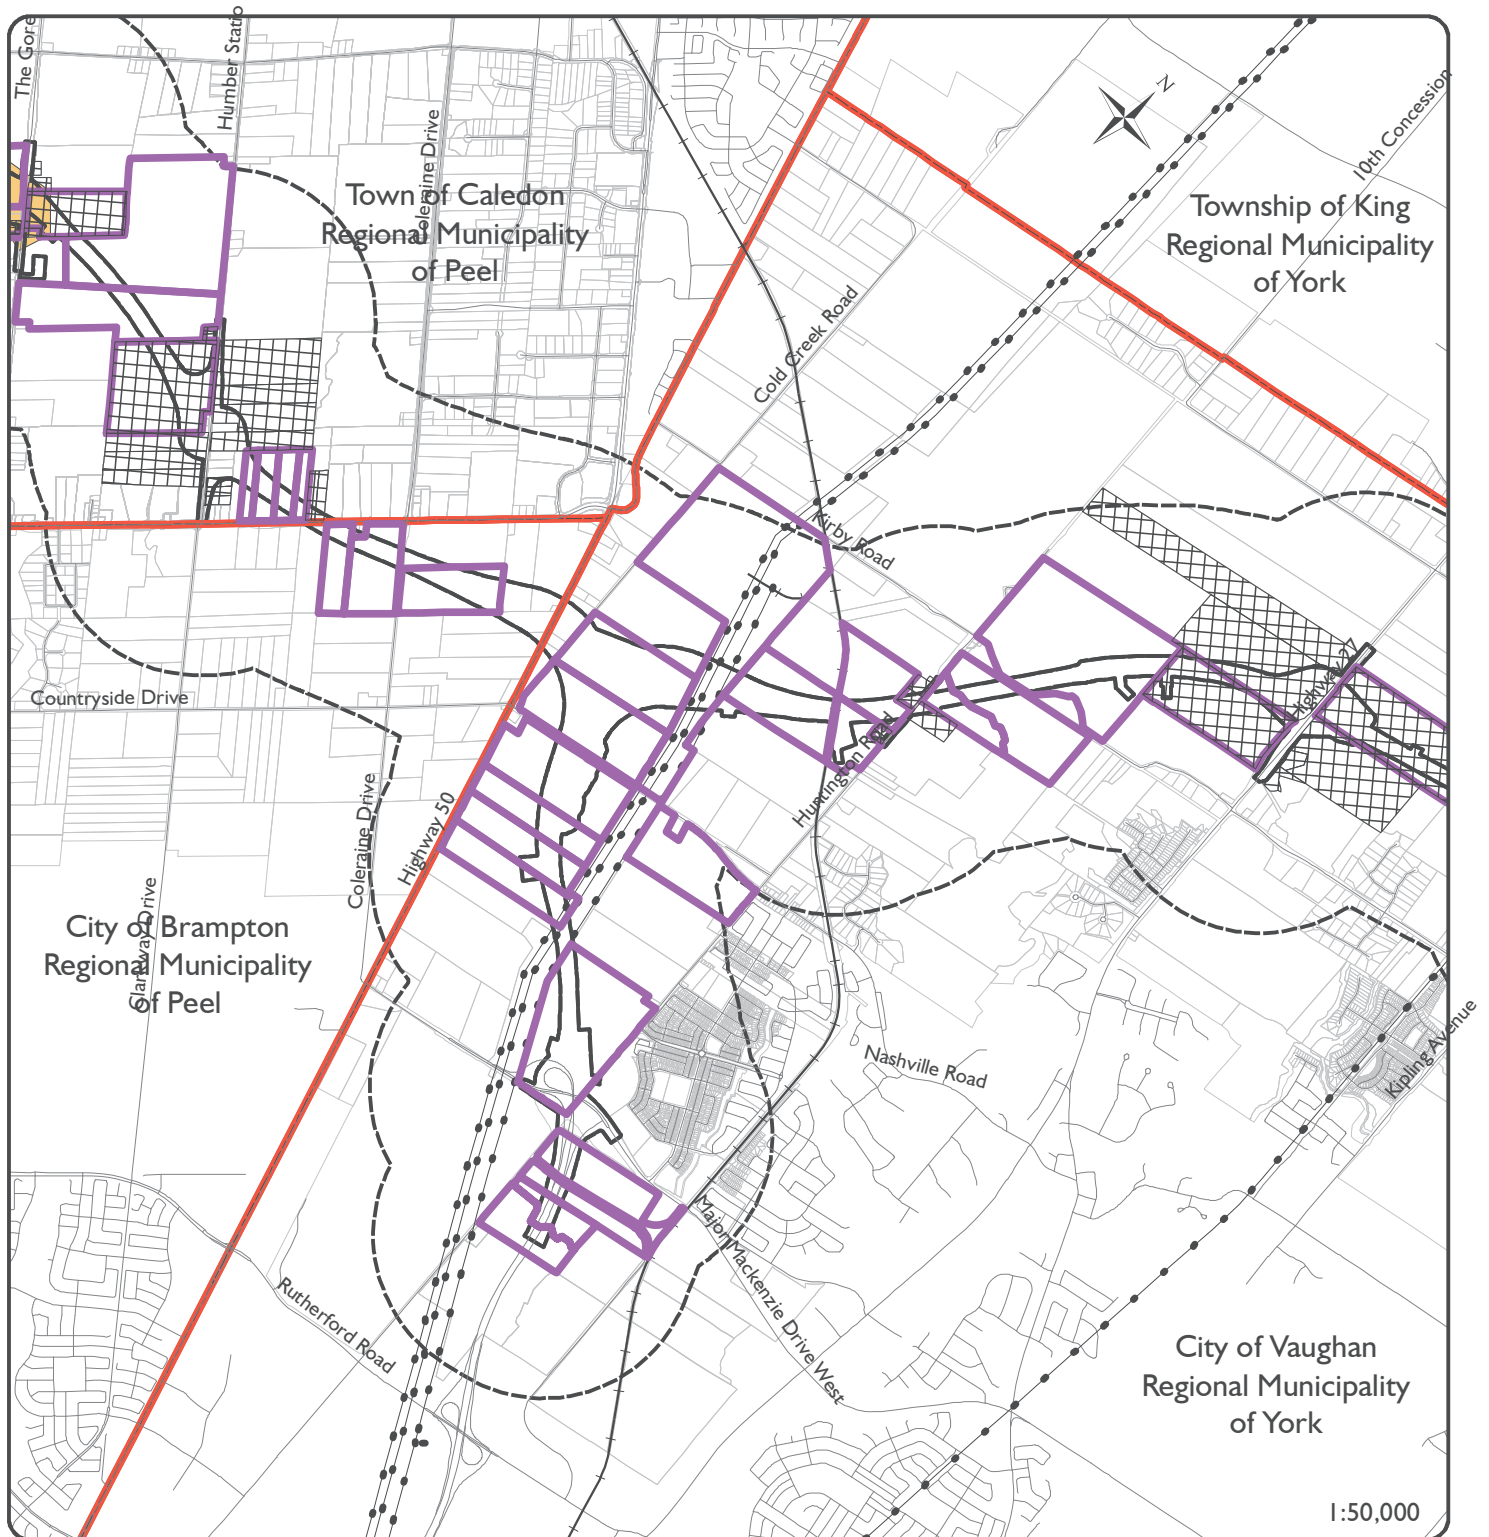 The Gore
Humber Statio
Coleraine Drive
N
10th Concession
Town of Caledon
Regional Municipality
of Peel
Township of King
Regional Municipality
of York
Cold Creek Road
Kirby Road
Highway 27
Countryside Drive
Huntington Road
Coleraine Drive
Highway 50
Clarkway Drive
City of Brampton
Regional Municipality
of Peel
Nashville Road
Kipling Avenue
Major Mackenzie Drive West
Rutherford Road
City of Vaughan
Regional Municipality
of York
1:50,000